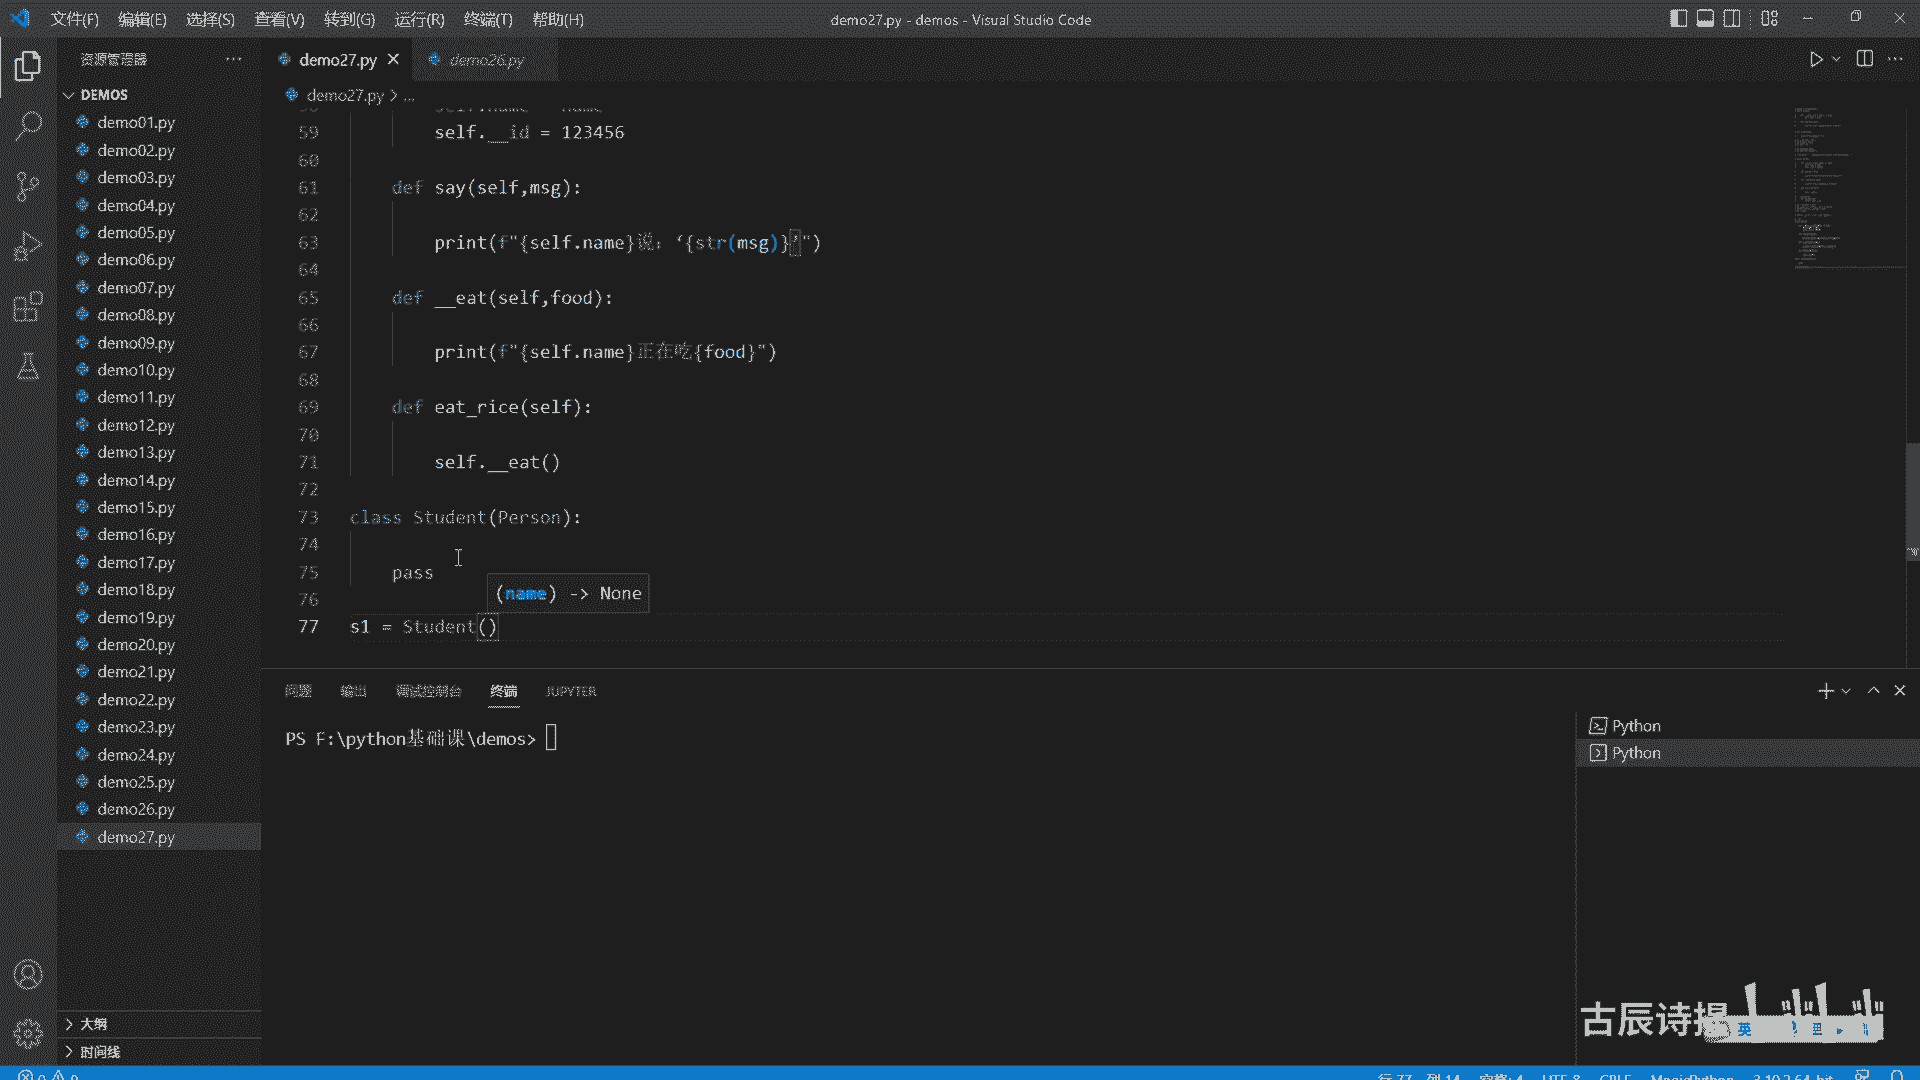 文件(F) 编辑(E) 选择(S) 查看(V) 转到(G) 运行(R) 终端(T) 帮助(H) demo27.py - demos - Visual Studio Code
资源管理器
DEMOS
demo01.py
demo02.py
demo03.py
demo04.py
demo05.py
demo06.py
demo07.py
demo08.py
demo09.py
demo10.py
demo11.py
demo12.py
demo13.py
demo14.py
demo15.py
demo16.py
demo17.py
demo18.py
demo19.py
demo20.py
demo21.py
demo22.py
demo23.py
demo24.py
demo25.py
demo26.py
demo27.py
大纲
时间线
demo27.py demo26.py
demo27.py > ...
59 self.__id = 123456
60
61 def say(self,msg):
62
63 print(f"{self.name}说：‘{str(msg)}’")
64
65 def __eat(self,food):
66
67 print(f"{self.name}正在吃{food}")
68
69 def eat_rice(self):
70
71 self.__eat()
72
73 class Student(Person):
74
75 pass
76
(name) -> None
77 s1 = Student()
问题 输出 调试控制台 终端 JUPYTER
PS F:\python基础课\demos>
Python
Python
古辰诗提
英